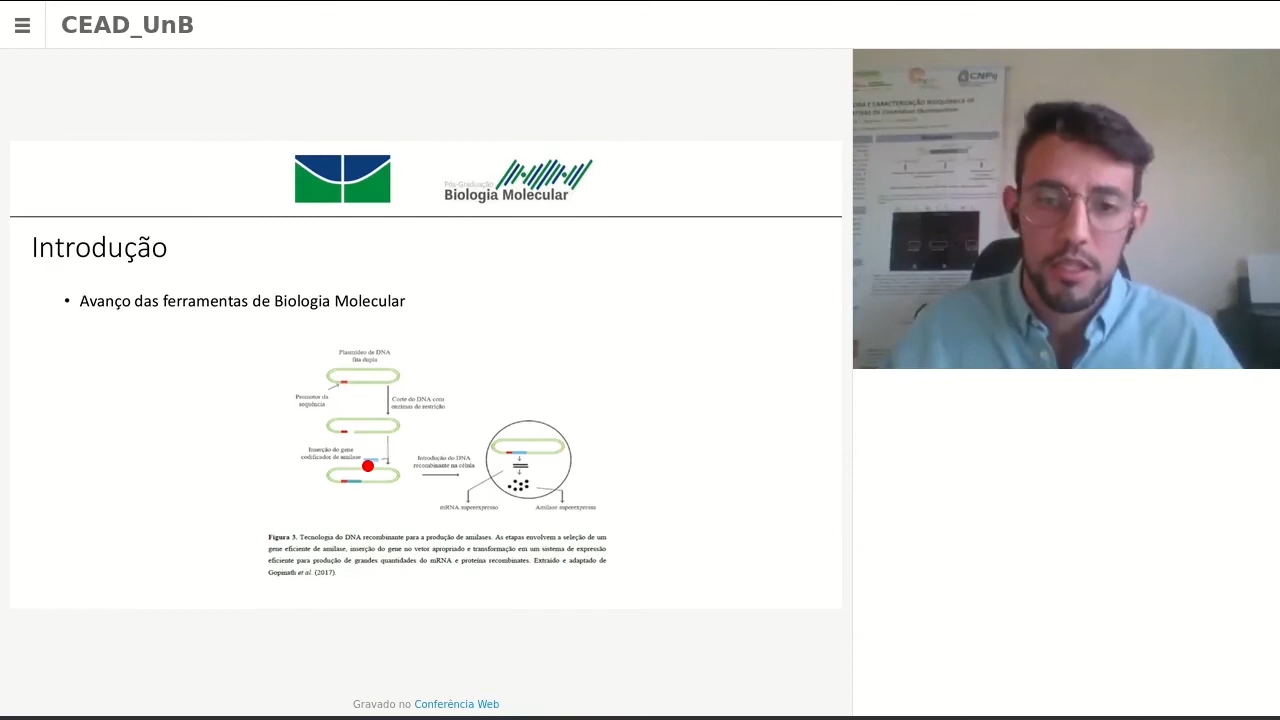 CEAD_UnB
CNPq
Pós-Graduação
Biologia Molecular
Introdução
• Avanço das ferramentas de Biologia Molecular
Plasmídeo de DNA
fita dupla
Promotor da
sequência
Corte do DNA com
enzimas de restrição
Inserção do gene
codificador de amilase
Introdução do DNA
recombinante na célula
mRNA superexpresso
Amilase superexpressa
Figura 3. Tecnologia do DNA recombinante para a produção de amilases. As etapas envolvem a seleção de um
gene eficiente de amilase, inserção do gene no vetor apropriado e transformação em um sistema de expressão
eficiente para produção de grandes quantidades do mRNA e proteína recombinates. Extraído e adaptado de
Gopinath et al. (2017).
Gravado no Conferência Web